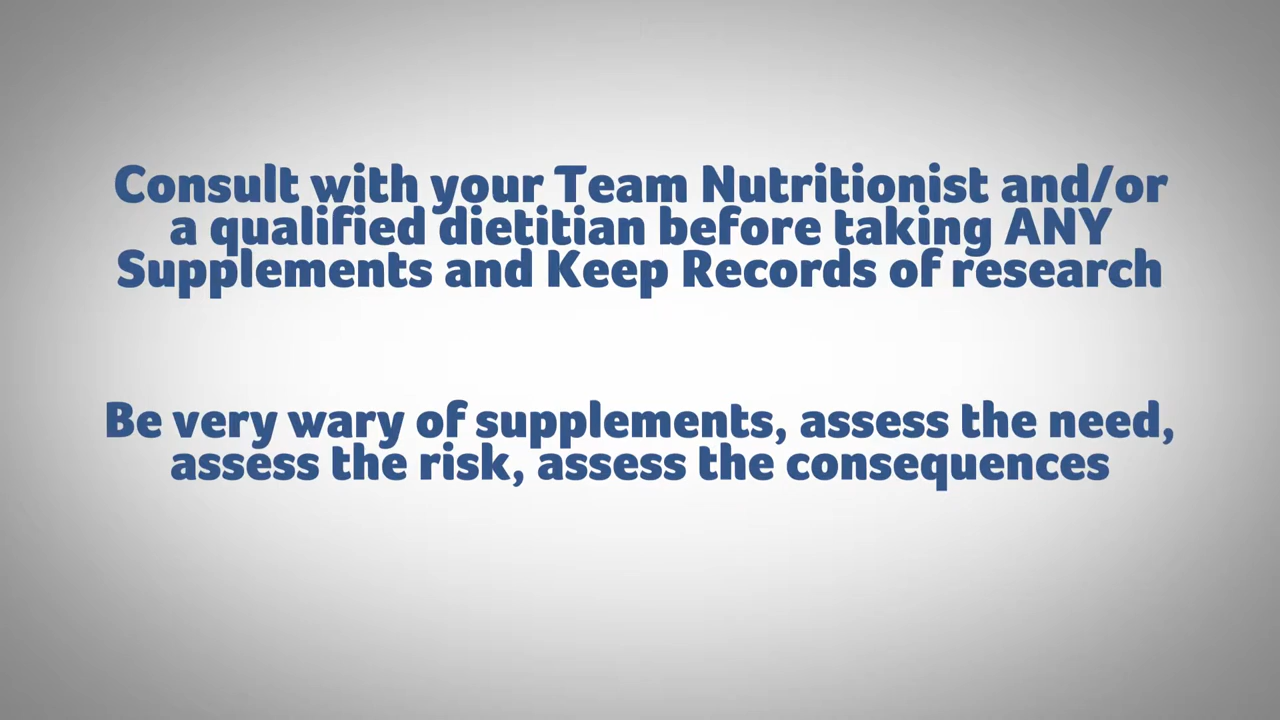 Consult with your Team Nutritionist and/or
a qualified dietitian before taking ANY
Supplements and Keep Records of research
Be very wary of supplements, assess the need,
assess the risk, assess the consequences